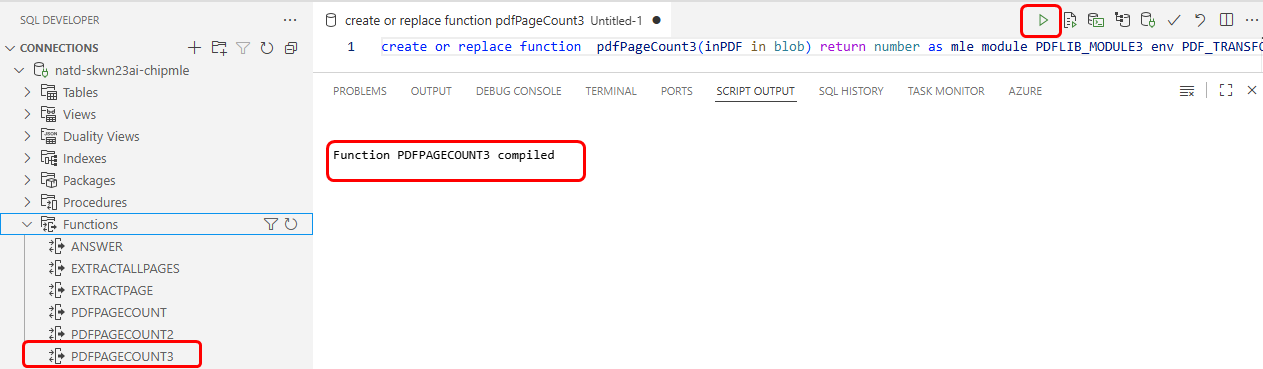 SQL DEVELOPER
CONNECTIONS
natd-skwn23ai-chipmle
Tables
Views
Duality Views
Indexes
Packages
Procedures
Functions
ANSWER
EXTRACTALLPAGES
EXTRACTPAGE
PDFPAGECOUNT
PDFPAGECOUNT2
PDFPAGECOUNT3
create or replace function pdfPageCount3 Untitled-1
1 create or replace function  pdfPageCount3(inPDF in blob) return number as mle module PDFLIB_MODULE3 env PDF_TRANSFO
PROBLEMS OUTPUT DEBUG CONSOLE TERMINAL PORTS SCRIPT OUTPUT SQL HISTORY TASK MONITOR AZURE
Function PDFPAGECOUNT3 compiled